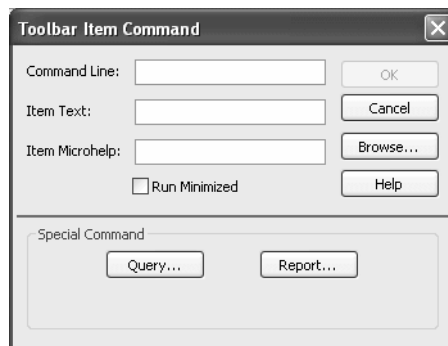 Toolbar Item Command
Command Line:
OK
Item Text:
Cancel
Item Microhelp:
Browse...
Run Minimized
Help
Special Command
Query...
Report...